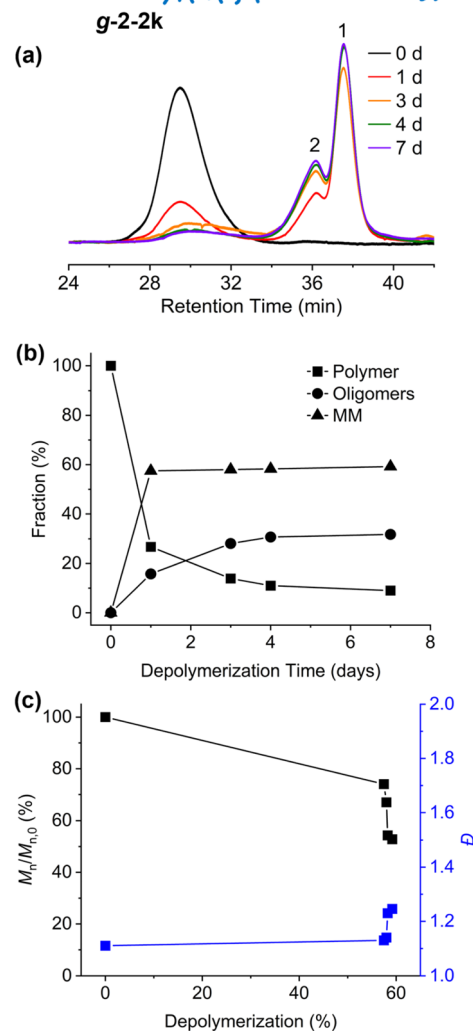 g-2-2k
(a)
1
2
0 d
1 d
3 d
4 d
7 d
24 28 32 36 40
Retention Time (min)
(b)
100
80
60
40
20
0
Fraction (%)
Polymer
Oligomers
MM
0 2 4 6 8
Depolymerization Time (days)
(c)
100
80
60
40
20
0
Mn/Mn,0 (%)
2.0
1.8
1.6
1.4
1.2
1.0
Đ
0 20 40 60
Depolymerization (%)